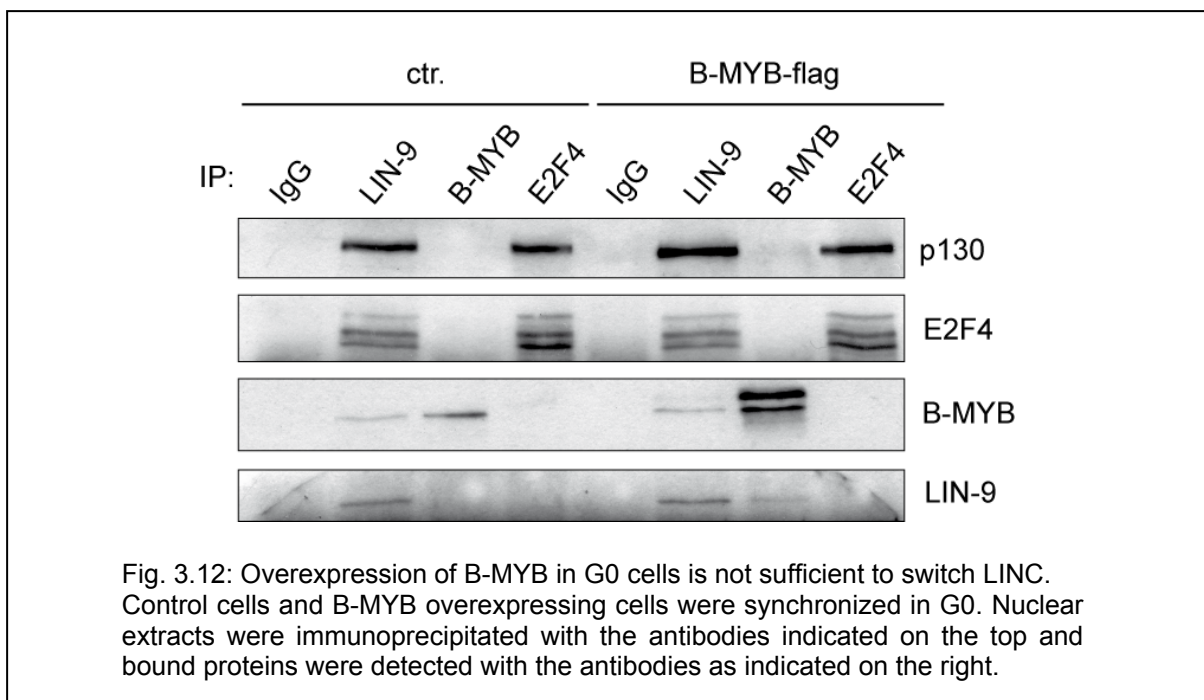 ctr. B-MYB-flag
IP: IgG LIN-9 B-MYB E2F4 IgG LIN-9 B-MYB E2F4
p130
E2F4
B-MYB
LIN-9
Fig. 3.12: Overexpression of B-MYB in G0 cells is not sufficient to switch LINC.
Control cells and B-MYB overexpressing cells were synchronized in G0. Nuclear
extracts were immunoprecipitated with the antibodies indicated on the top and
bound proteins were detected with the antibodies as indicated on the right.